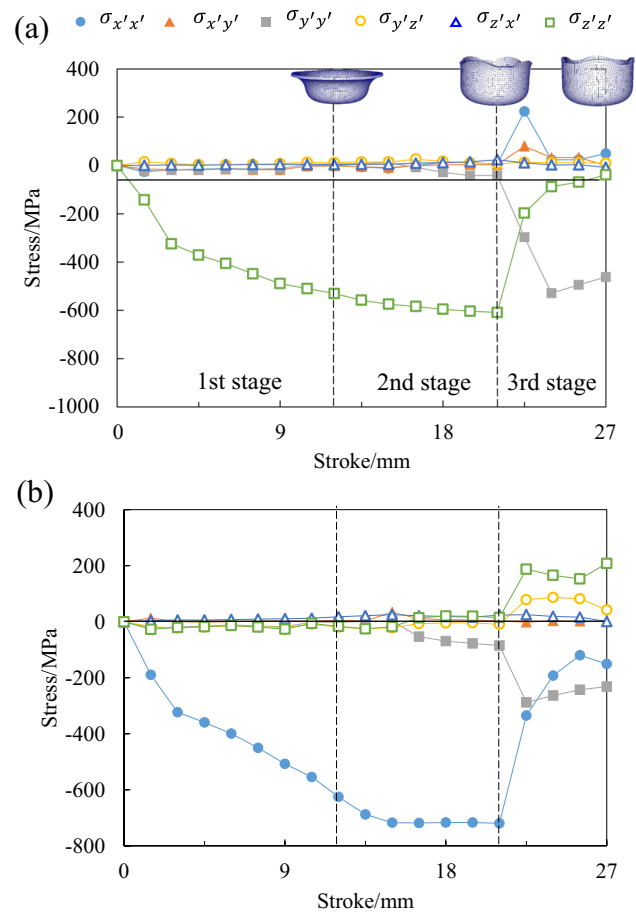 (a) σx′x′ σx′y′ σy′y′ σy′z′ σz′x′ σz′z′
400
200
0
-200
-400
-600
-800
-1000
Stress/MPa
1st stage 2nd stage 3rd stage
0 9 18 27
Stroke/mm
(b)
400
200
0
-200
-400
-600
-800
Stress/MPa
0 9 18 27
Stroke/mm